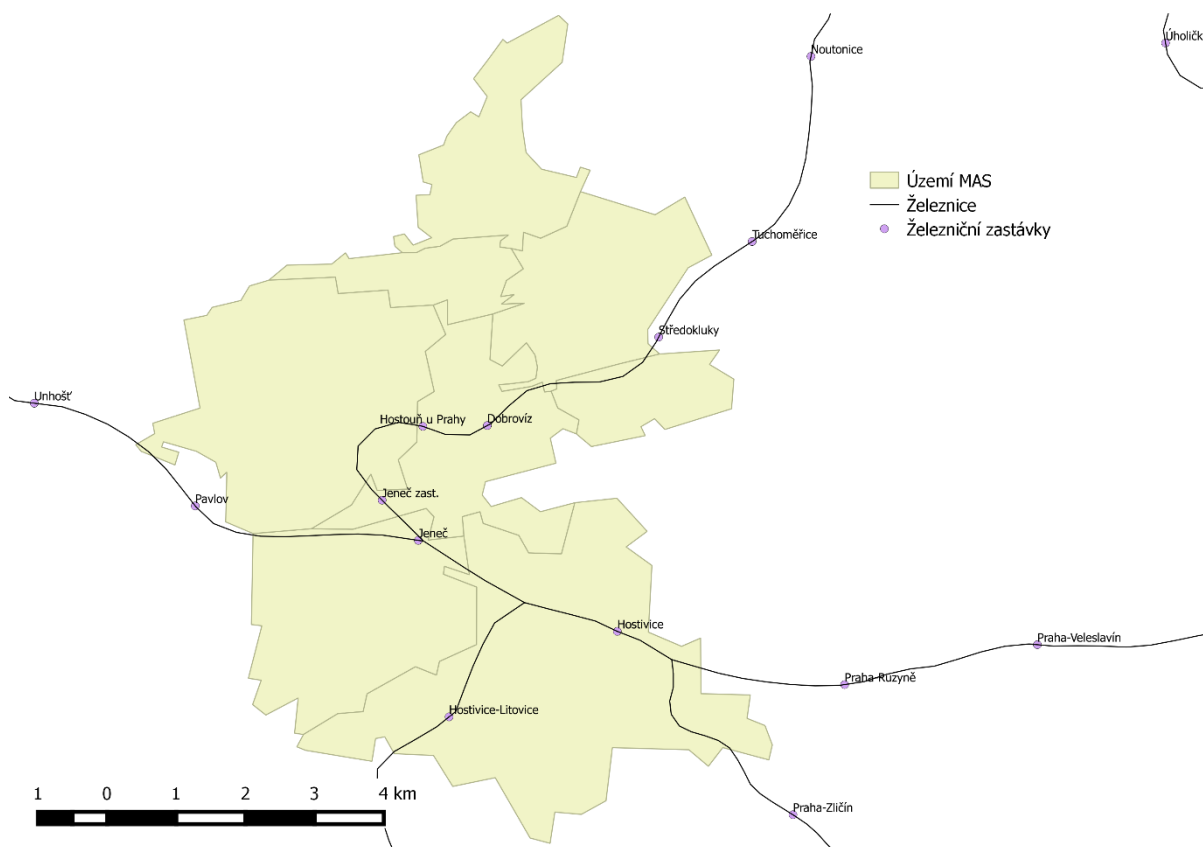 Noutonice
Úholičk
Území MAS
Železnice
Železniční zastávky
Tuchoměřice
Středokluky
Unhošť
Hostouň u Prahy
Dobrovíz
Jeneč zast.
Pavlov
Jeneč
Hostivice
Praha-Veleslavín
Praha-Ruzyně
Hostivice-Litovice
1 0 1 2 3 4 km
Praha-Zličín